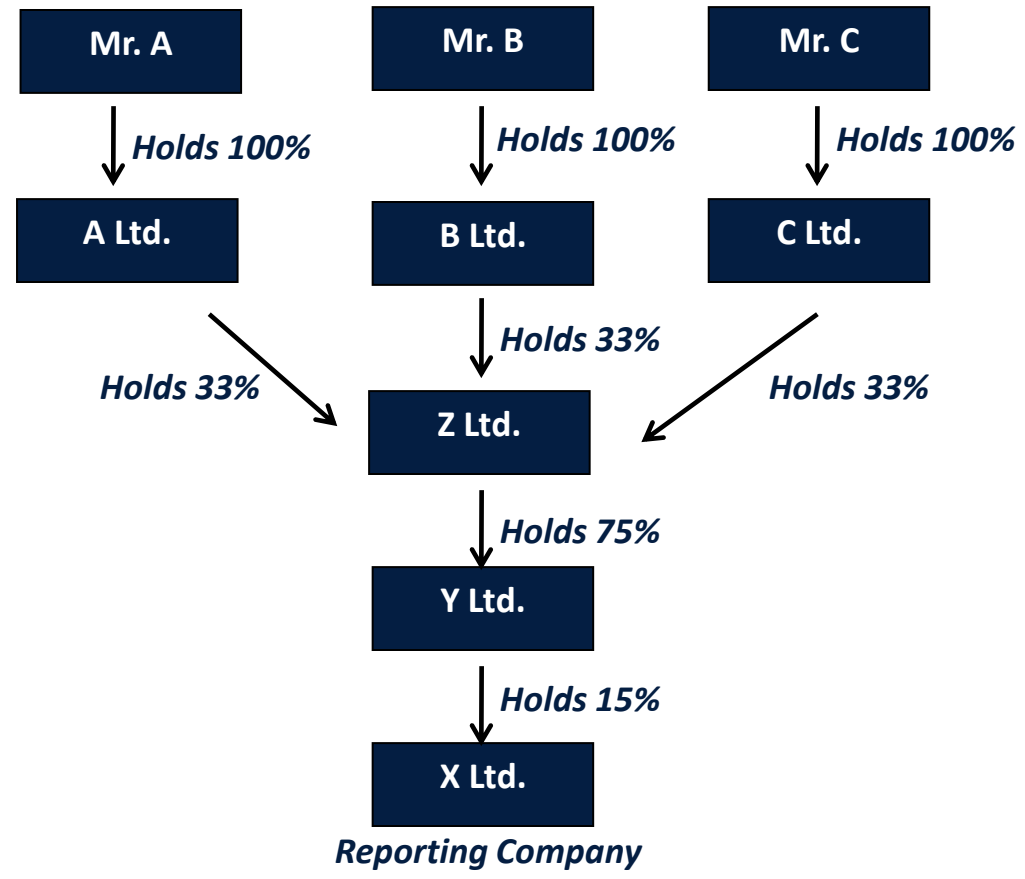 Mr. A
Mr. B
Mr. C
Holds 100%
Holds 100%
Holds 100%
A Ltd.
B Ltd.
C Ltd.
Holds 33%
Holds 33%
Holds 33%
Z Ltd.
Holds 75%
Y Ltd.
Holds 15%
X Ltd.
Reporting Company